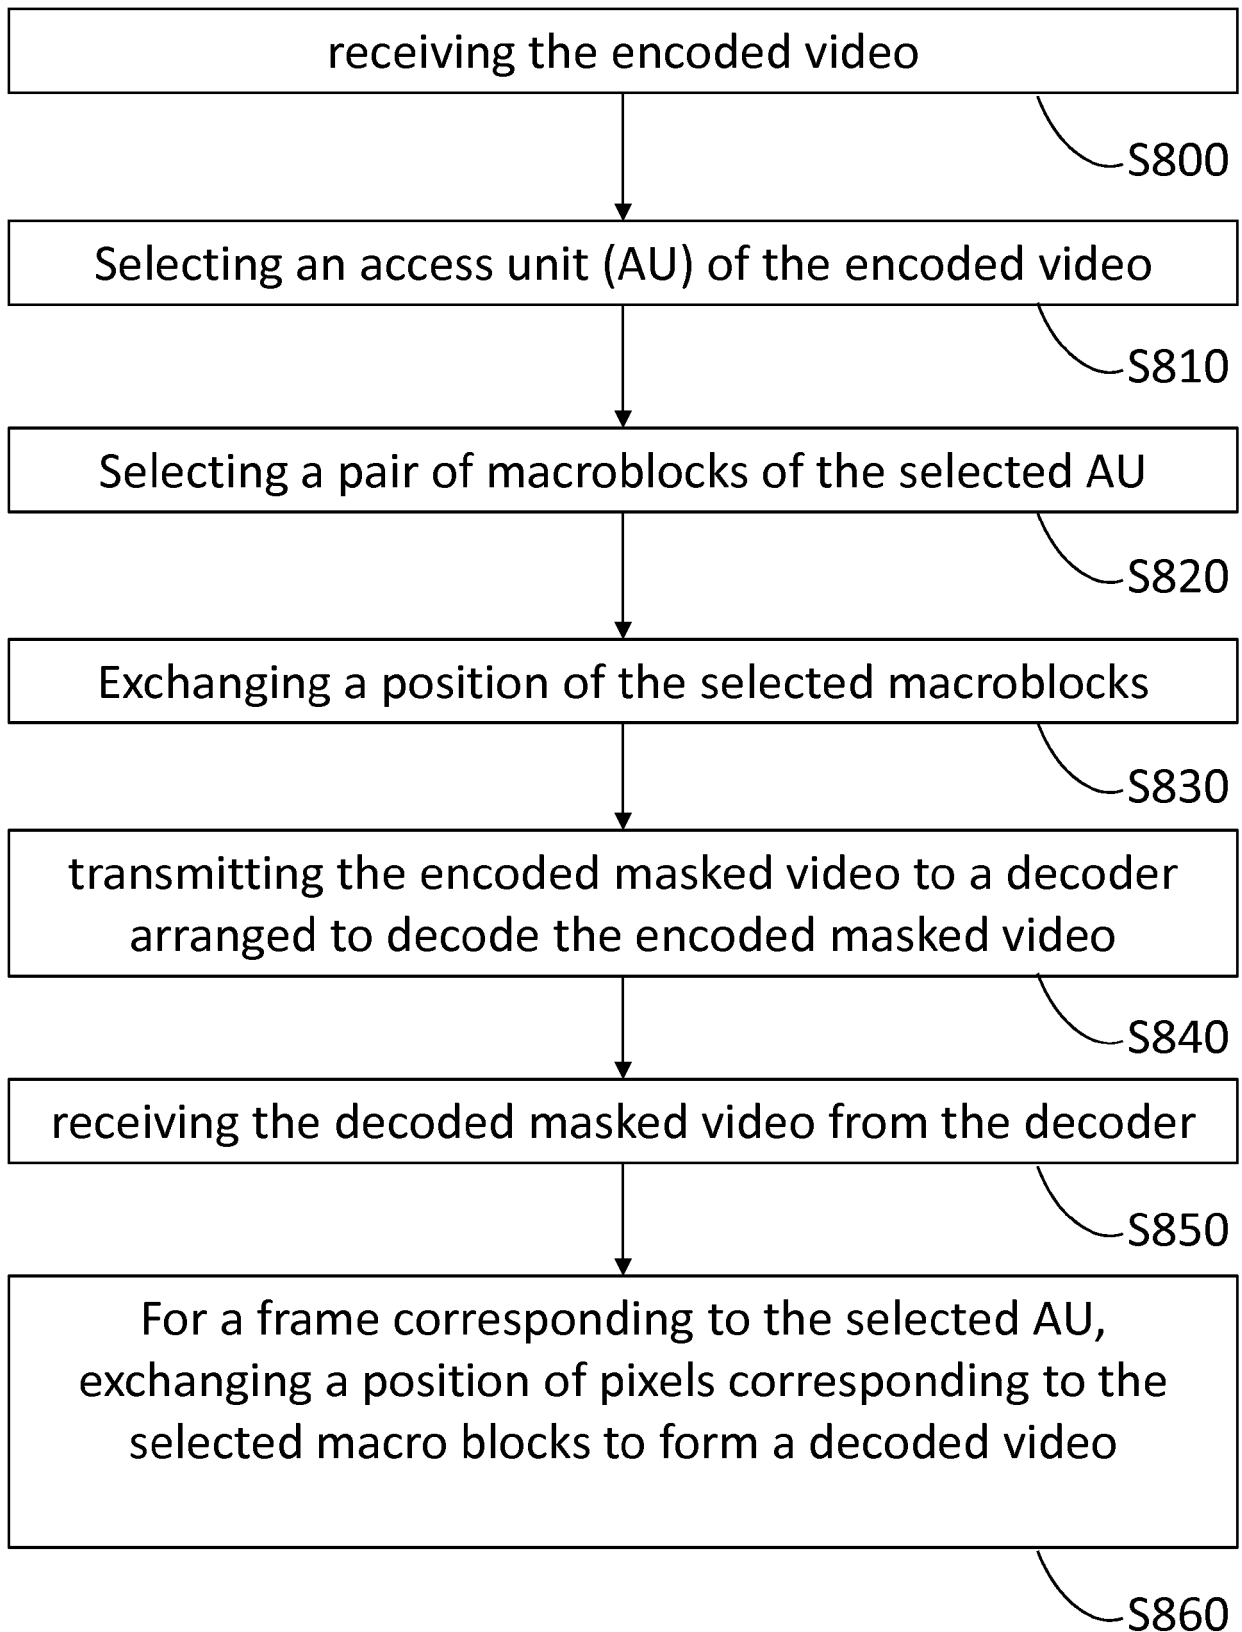 receiving the encoded video
S800
Selecting an access unit (AU) of the encoded video
S810
Selecting a pair of macroblocks of the selected AU
S820
Exchanging a position of the selected macroblocks
S830
transmitting the encoded masked video to a decoder
arranged to decode the encoded masked video
S840
receiving the decoded masked video from the decoder
S850
For a frame corresponding to the selected AU,
exchanging a position of pixels corresponding to the
selected macro blocks to form a decoded video
S860